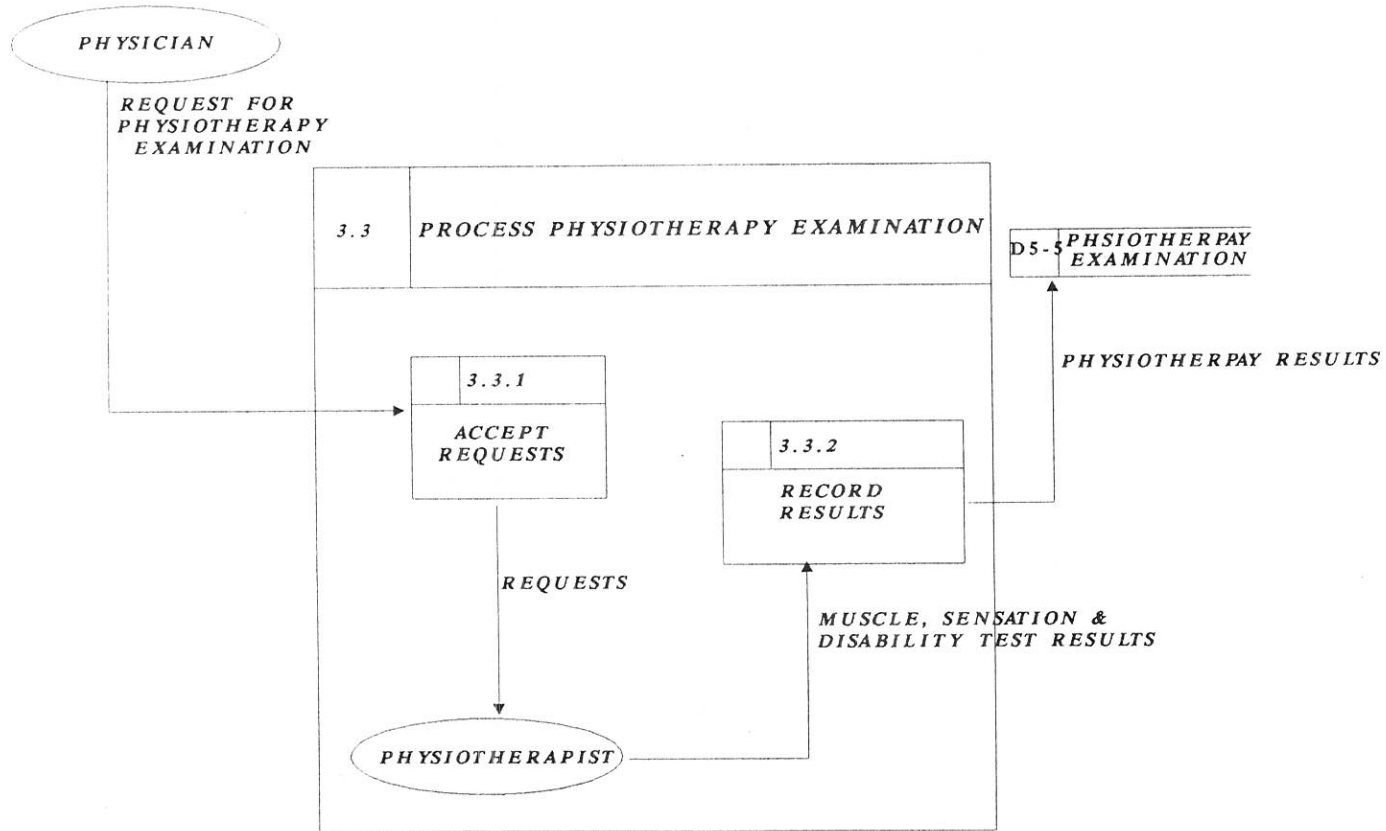 PHYSICIAN
REQUEST FOR
PHYSIOTHERAPY
EXAMINATION
3.3
PROCESS PHYSIOTHERAPY EXAMINATION
D5-5
PHSIOTHERPAY
EXAMINATION
PHYSIOTHERPAY RESULTS
3.3.1
ACCEPT
REQUESTS
3.3.2
RECORD
RESULTS
REQUESTS
MUSCLE, SENSATION &
DISABILITY TEST RESULTS
PHYSIOTHERAPIST